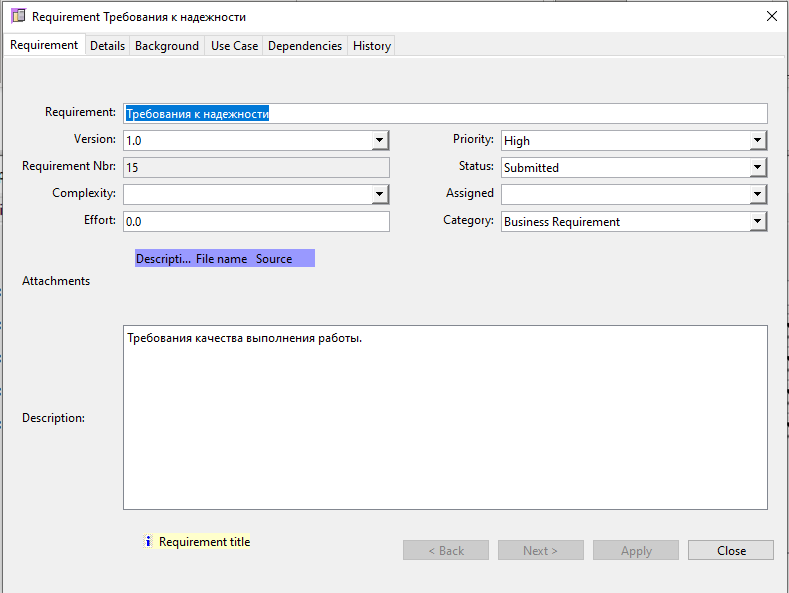 Requirement Требования к надежности
Requirement Details Background Use Case Dependencies History
Requirement: Требования к надежности
Version: 1.0 Priority: High
Requirement Nbr: 15 Status: Submitted
Complexity: Assigned
Effort: 0.0 Category: Business Requirement
Descripti... File name Source
Attachments
Требования качества выполнения работы.
Description:
i Requirement title
< Back Next > Apply Close